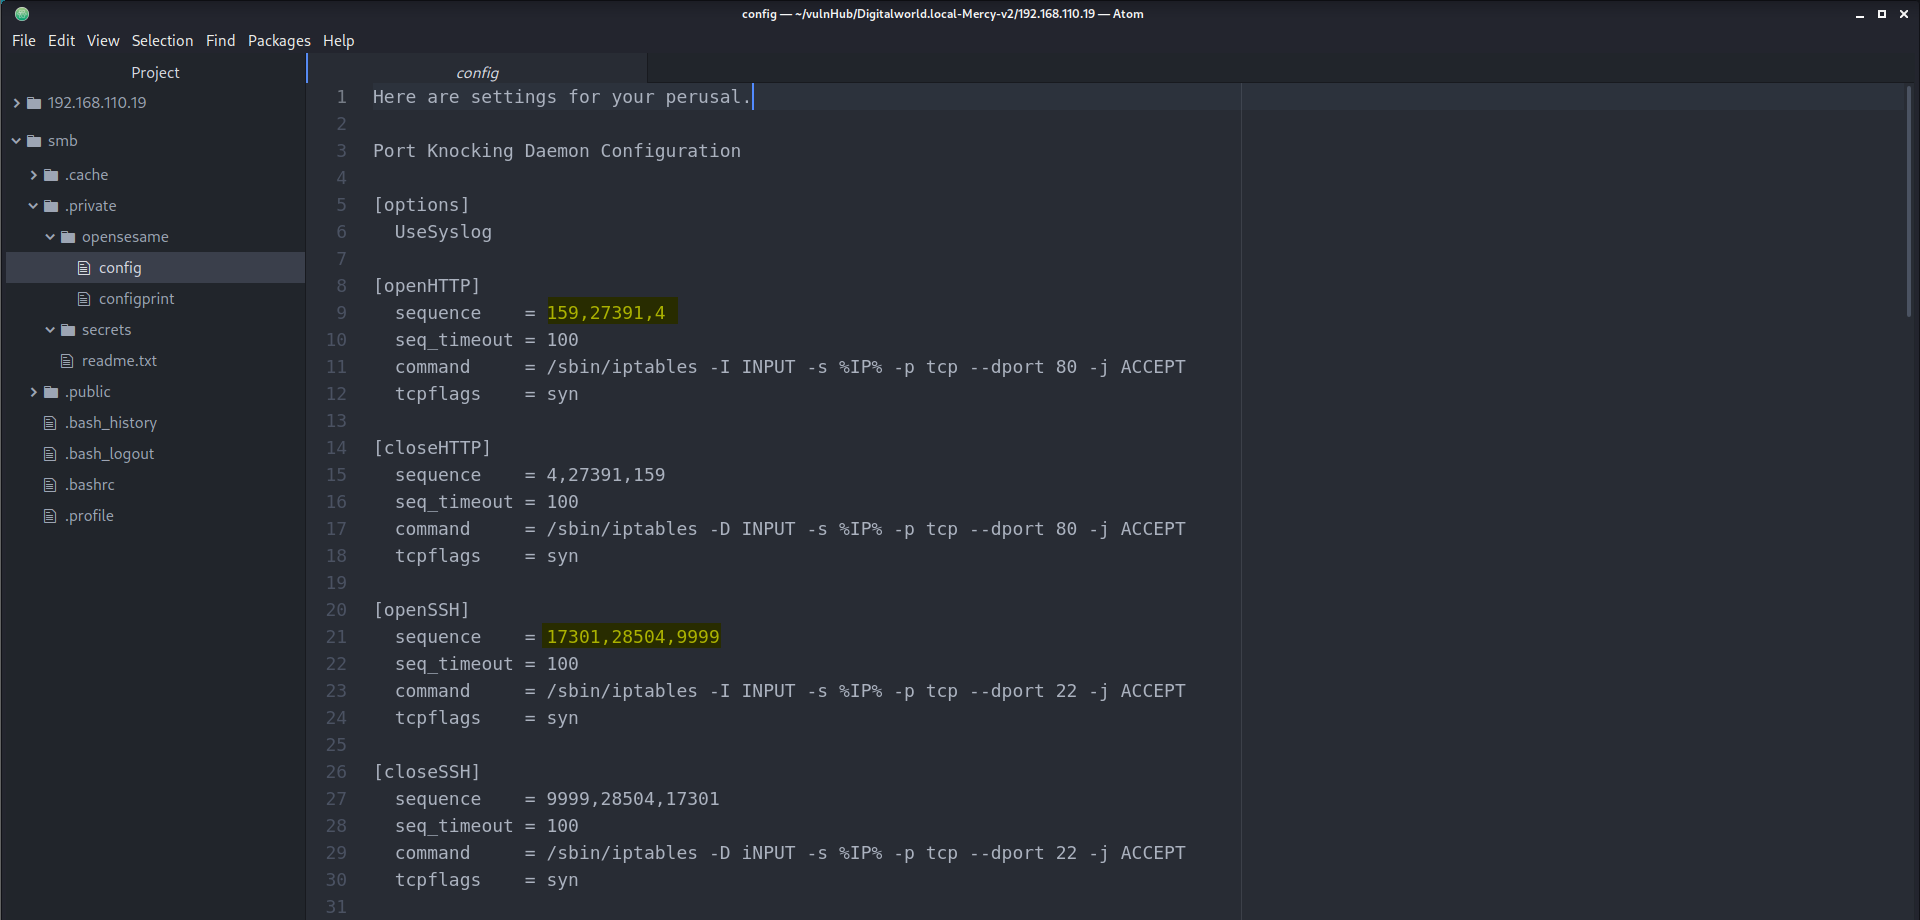 config — ~/vulnHub/Digitalworld.local-Mercy-v2/192.168.110.19 — Atom
File Edit View Selection Find Packages Help
Project
192.168.110.19
smb
.cache
.private
opensesame
config
configprint
secrets
readme.txt
.public
.bash_history
.bash_logout
.bashrc
.profile
config
1 Here are settings for your perusal.
2
3 Port Knocking Daemon Configuration
4
5 [options]
6 UseSyslog
7
8 [openHTTP]
9 sequence = 159,27391,4
10 seq_timeout = 100
11 command = /sbin/iptables -I INPUT -s %IP% -p tcp --dport 80 -j ACCEPT
12 tcpflags = syn
13
14 [closeHTTP]
15 sequence = 4,27391,159
16 seq_timeout = 100
17 command = /sbin/iptables -D INPUT -s %IP% -p tcp --dport 80 -j ACCEPT
18 tcpflags = syn
19
20 [openSSH]
21 sequence = 17301,28504,9999
22 seq_timeout = 100
23 command = /sbin/iptables -I INPUT -s %IP% -p tcp --dport 22 -j ACCEPT
24 tcpflags = syn
25
26 [closeSSH]
27 sequence = 9999,28504,17301
28 seq_timeout = 100
29 command = /sbin/iptables -D iNPUT -s %IP% -p tcp --dport 22 -j ACCEPT
30 tcpflags = syn
31